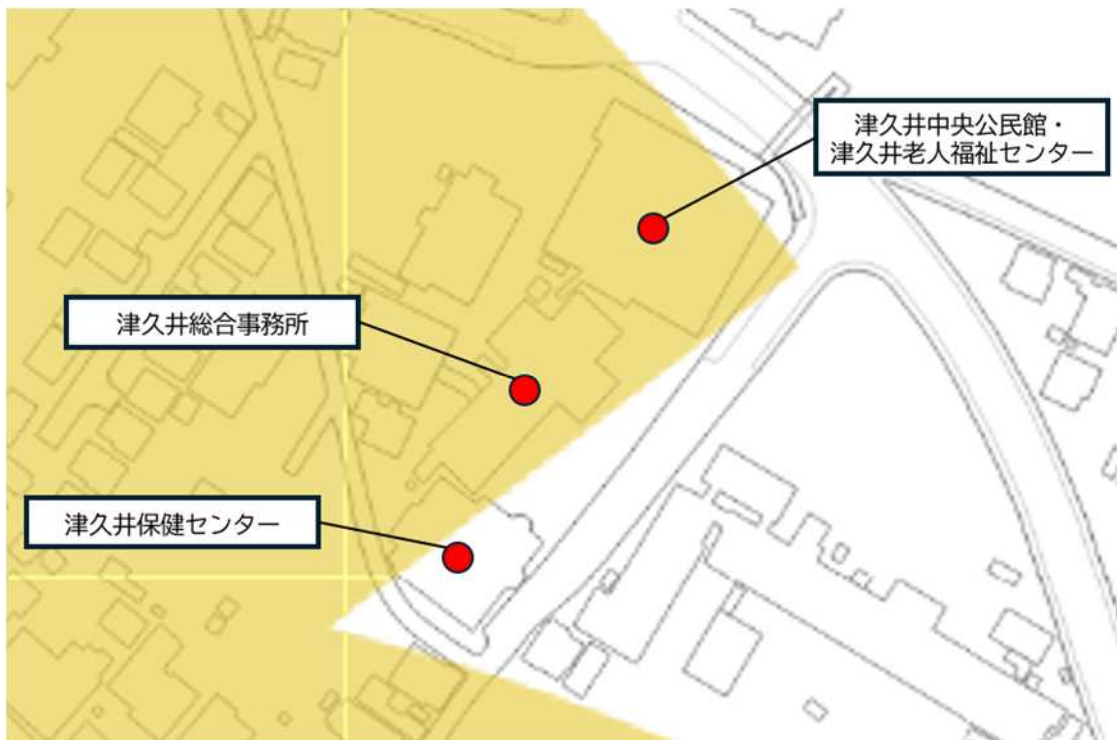 津久井中央公民館・
津久井老人福祉センター
津久井総合事務所
津久井保健センター